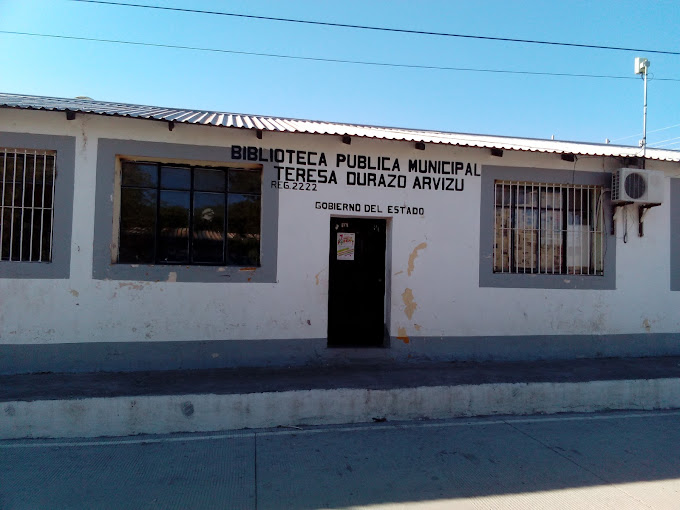 BIBLIOTECA PUBLICA MUNICIPAL
TERESA DURAZO ARVIZU
REG.2222
GOBIERNO DEL ESTADO